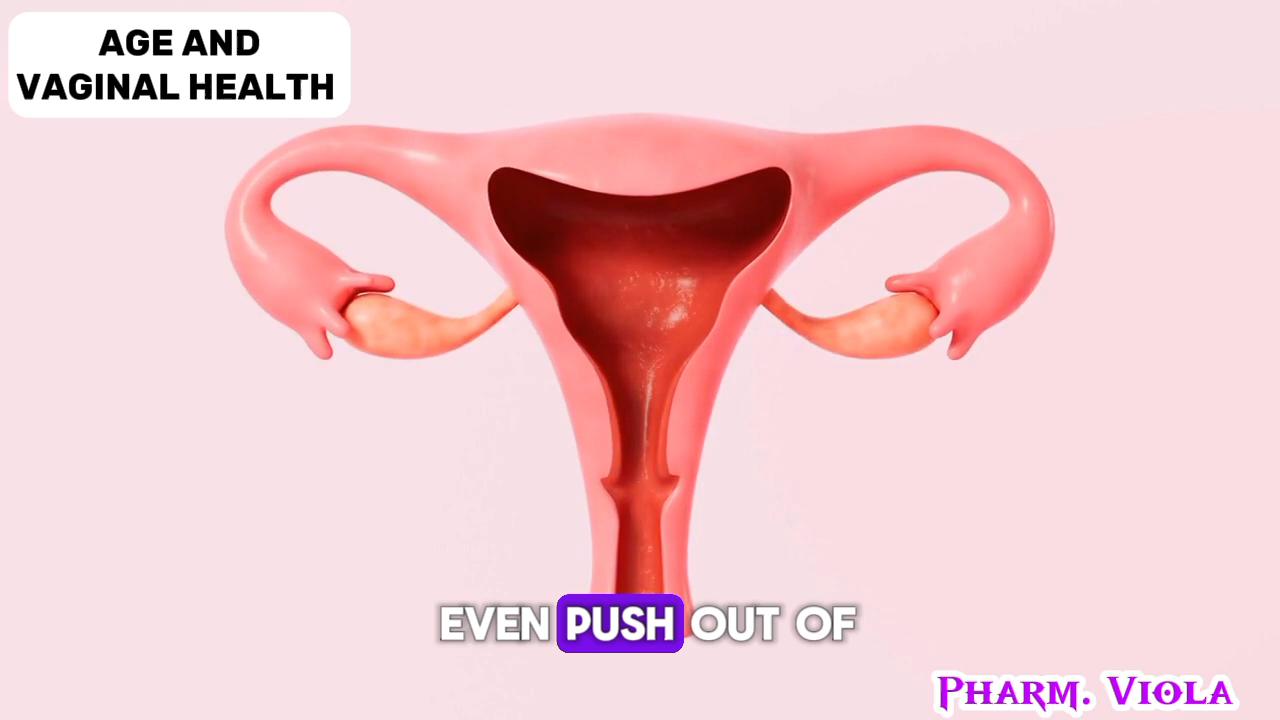 AGE AND
VAGINAL HEALTH
EVEN PUSH OUT OF
Pharm. Viola